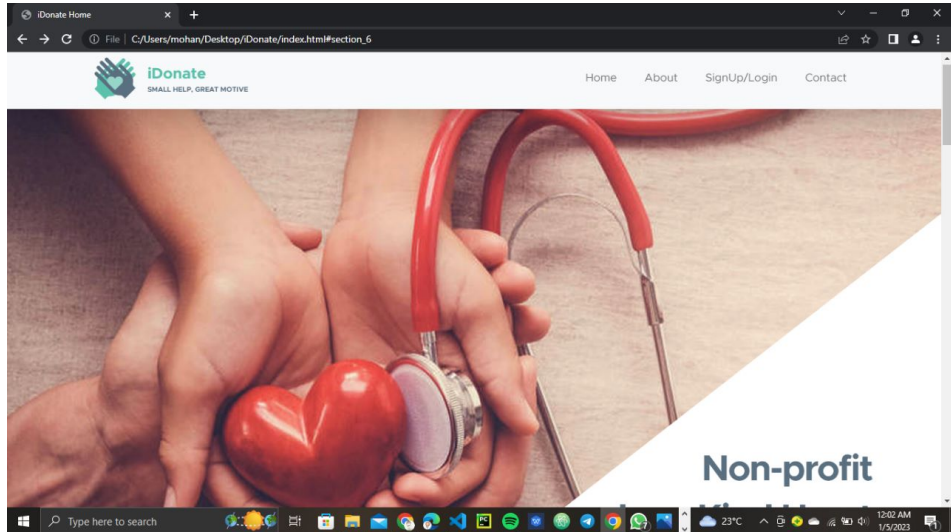 iDonate Home
File
C:/Users/mohan/Desktop/iDonate/index.html#section_6
iDonate
SMALL HELP, GREAT MOTIVE
Home About SignUp/Login Contact
Non-profit
Type here to search
23°C
12:02 AM
1/5/2023